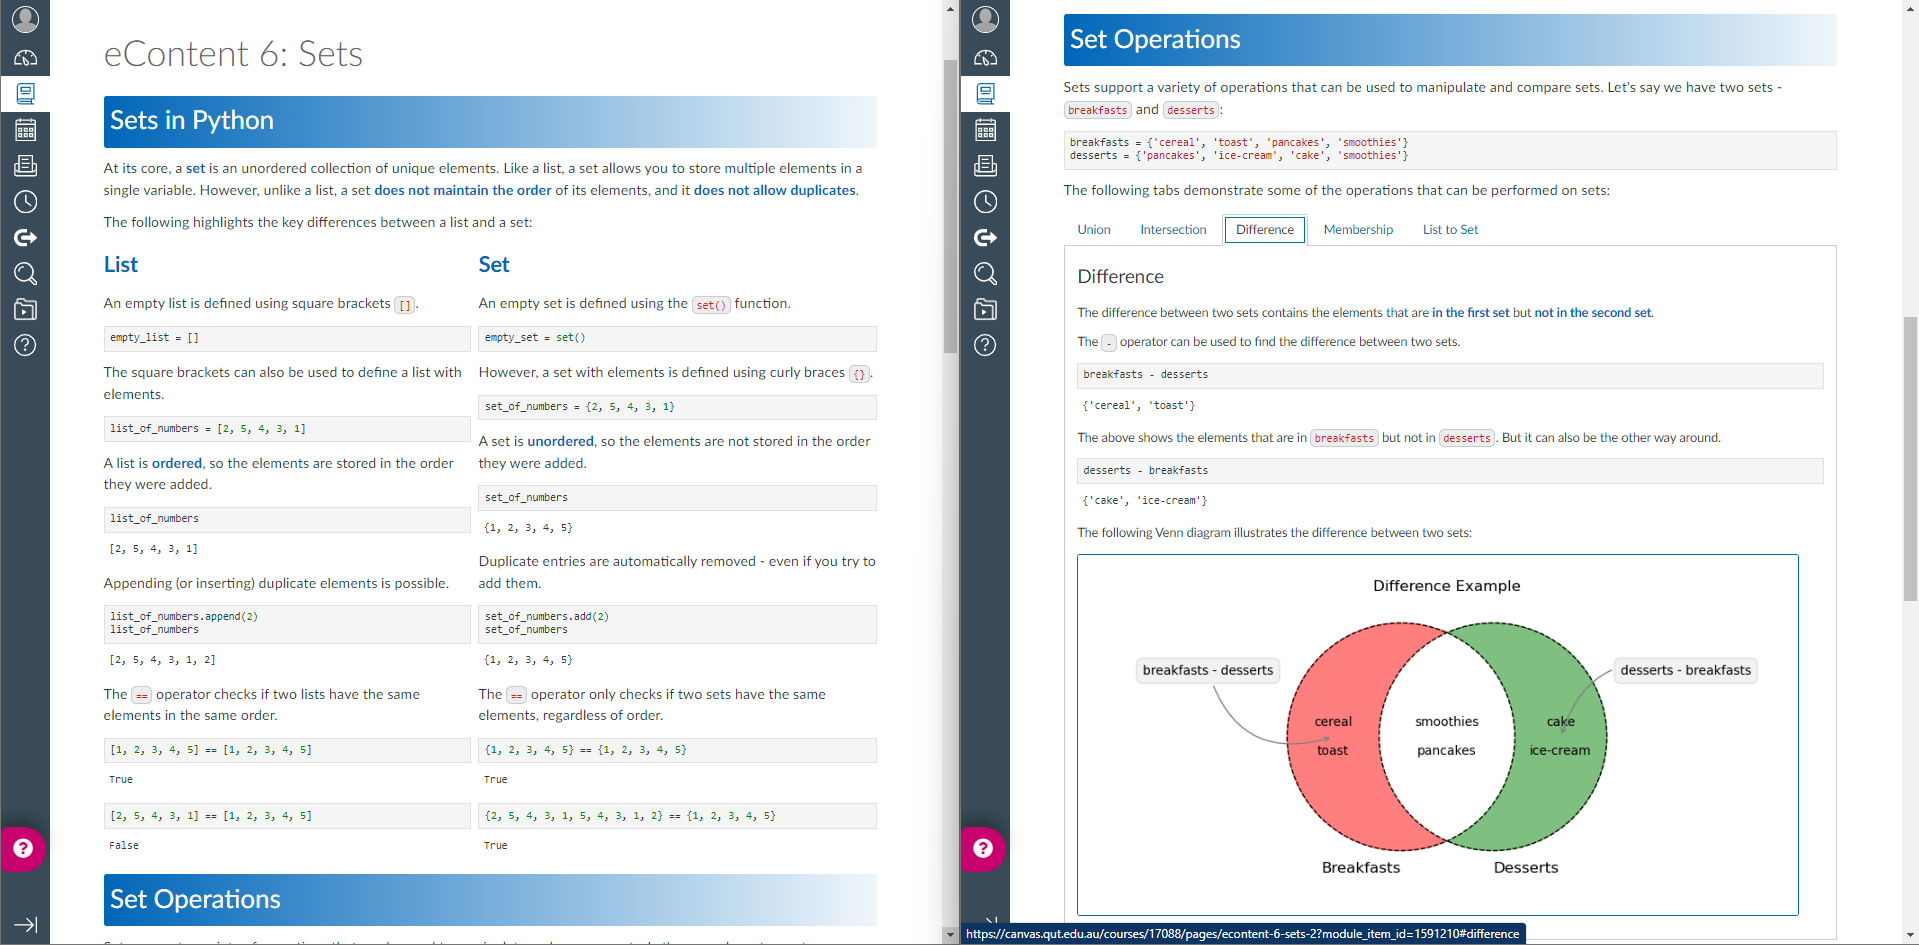 eContent 6: Sets
Sets in Python
At its core, a set is an unordered collection of unique elements. Like a list, a set allows you to store multiple elements in a
single variable. However, unlike a list, a set does not maintain the order of its elements, and it does not allow duplicates.
The following highlights the key differences between a list and a set:
List
An empty list is defined using square brackets [].
empty_list = []
The square brackets can also be used to define a list with
elements.
list_of_numbers = [2, 5, 4, 3, 1]
A list is ordered, so the elements are stored in the order
they were added.
list_of_numbers
[2, 5, 4, 3, 1]
Appending (or inserting) duplicate elements is possible.
list_of_numbers.append(2)
list_of_numbers
[2, 5, 4, 3, 1, 2]
The == operator checks if two lists have the same
elements in the same order.
[1, 2, 3, 4, 5] == [1, 2, 3, 4, 5]
True
[2, 5, 4, 3, 1] == [1, 2, 3, 4, 5]
False
Set
An empty set is defined using the set() function.
empty_set = set()
However, a set with elements is defined using curly braces {}.
set_of_numbers = {2, 5, 4, 3, 1}
A set is unordered, so the elements are not stored in the order
they were added.
set_of_numbers
{1, 2, 3, 4, 5}
Duplicate entries are automatically removed - even if you try to
add them.
set_of_numbers.add(2)
set_of_numbers
{1, 2, 3, 4, 5}
The == operator only checks if two sets have the same
elements, regardless of order.
{1, 2, 3, 4, 5} == {1, 2, 3, 4, 5}
True
{2, 5, 4, 3, 1, 5, 4, 3, 1, 2} == {1, 2, 3, 4, 5}
True
Set Operations
Set Operations
Sets support a variety of operations that can be used to manipulate and compare sets. Let's say we have two sets -
breakfasts and desserts:
breakfasts = {'cereal', 'toast', 'pancakes', 'smoothies'}
desserts = {'pancakes', 'ice-cream', 'cake', 'smoothies'}
The following tabs demonstrate some of the operations that can be performed on sets:
Union Intersection Difference Membership List to Set
Difference
The difference between two sets contains the elements that are in the first set but not in the second set.
The - operator can be used to find the difference between two sets.
breakfasts - desserts
{'cereal', 'toast'}
The above shows the elements that are in breakfasts but not in desserts. But it can also be the other way around.
desserts - breakfasts
{'cake', 'ice-cream'}
The following Venn diagram illustrates the difference between two sets:
Difference Example
breakfasts - desserts
desserts - breakfasts
cereal smoothies cake
toast pancakes ice-cream
Breakfasts Desserts
https://canvas.qut.edu.au/courses/17088/pages/econtent-6-sets-2?module_item_id=1591210#difference